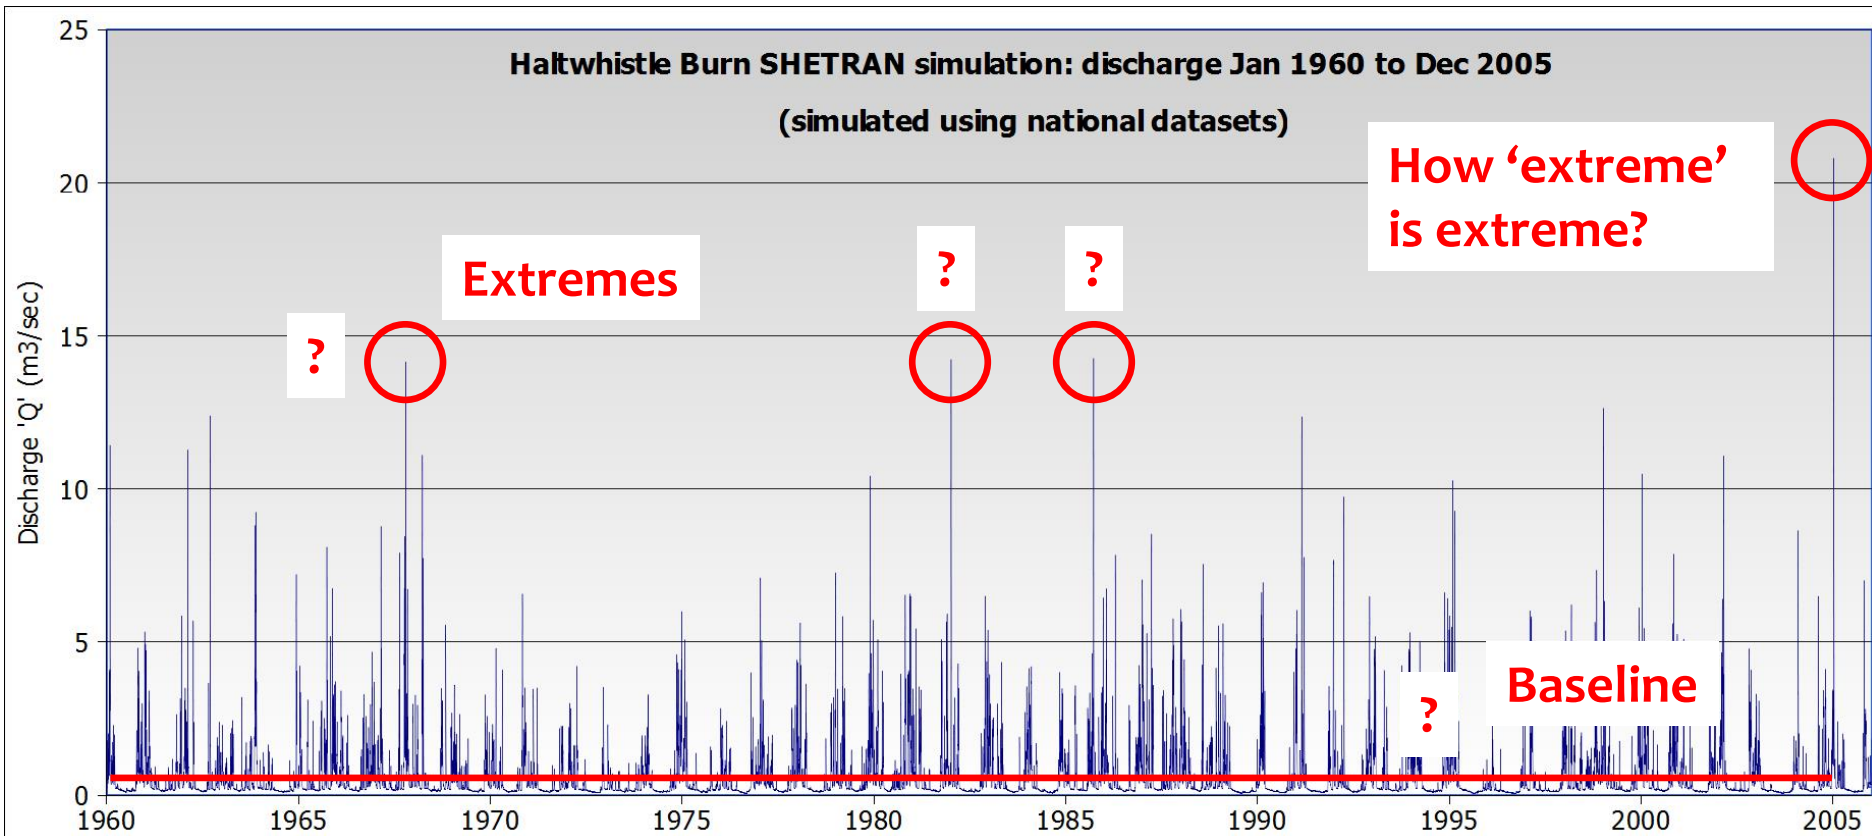 Haltwhistle Burn SHETRAN simulation: discharge Jan 1960 to Dec 2005
(simulated using national datasets)
How ‘extreme’
is extreme?
Extremes
?
?
?
?
Baseline
Discharge 'Q' (m3/sec)
25
20
15
10
5
0
1960
1965
1970
1975
1980
1985
1990
1995
2000
2005